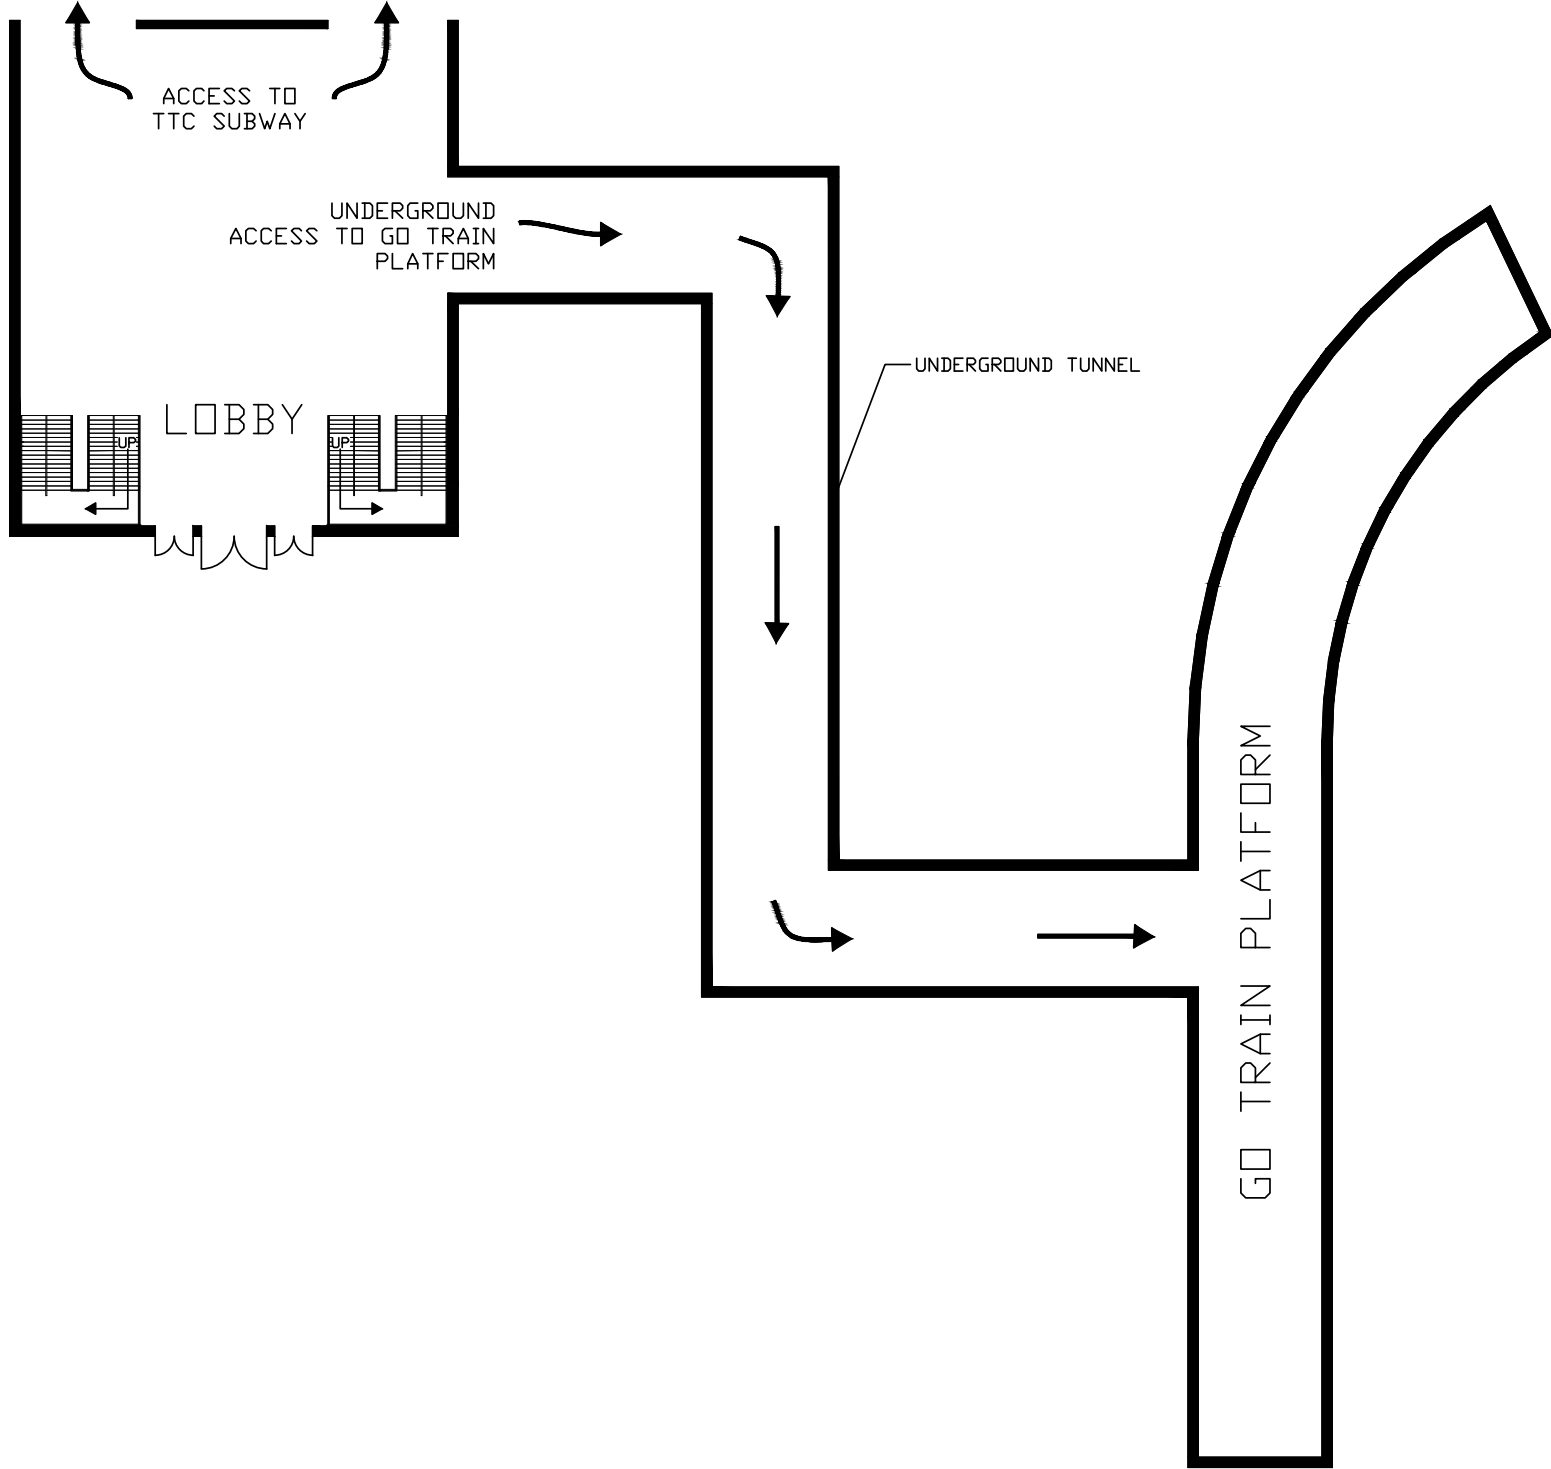 ACCESS TO
TTC SUBWAY
UNDERGROUND
ACCESS TO GO TRAIN
PLATFORM
UNDERGROUND TUNNEL
LOBBY
UP
UP
GO TRAIN PLATFORM